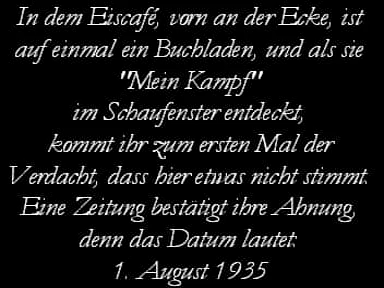 In dem Eiscafé, vorn an der Ecke, ist
auf einmal ein Buchladen, und als sie
"Mein Kampf"
im Schaufenster entdeckt,
kommt ihr zum ersten Mal der
Verdacht, dass hier etwas nicht stimmt.
Eine Zeitung bestätigt ihre Ahnung,
denn das Datum lautet:
1. August 1935